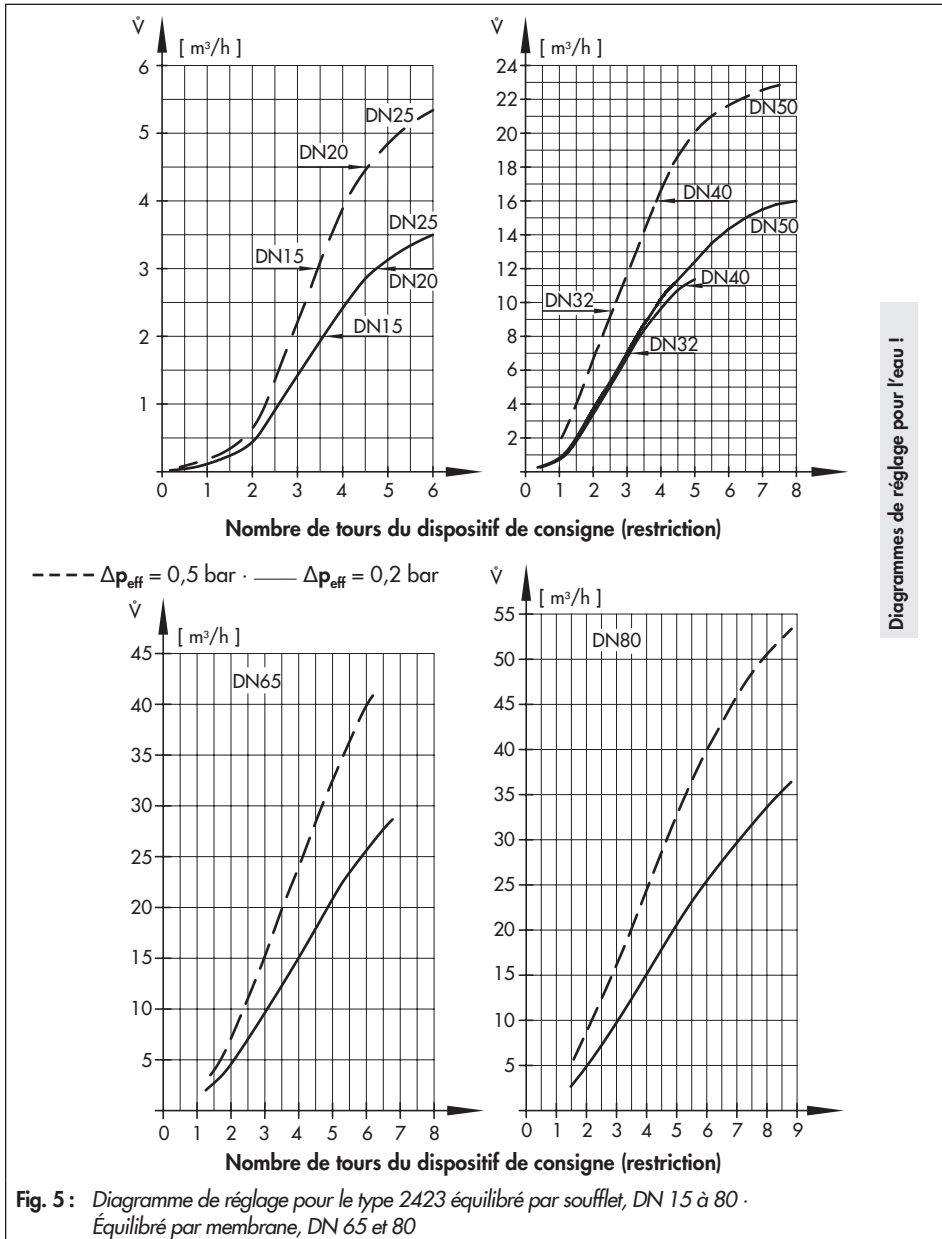 V̇
[ m³/h ]
6
5
4
3
2
1
0 1 2 3 4 5 6
DN25
DN20
DN15
DN25
DN20
DN15
V̇
[ m³/h ]
24
22
20
18
16
14
12
10
8
6
4
2
0 1 2 3 4 5 6 7 8
DN50
DN40
DN50
DN40
DN32
DN32
Nombre de tours du dispositif de consigne (restriction)
Δp_eff = 0,5 bar · Δp_eff = 0,2 bar
V̇
[ m³/h ]
45
40
35
30
25
20
15
10
5
0 1 2 3 4 5 6 7 8
DN65
V̇
[ m³/h ]
55
50
45
40
35
30
25
20
15
10
5
0 1 2 3 4 5 6 7 8 9
DN80
Nombre de tours du dispositif de consigne (restriction)
Fig. 5 : Diagramme de réglage pour le type 2423 équilibré par soufflet, DN 15 à 80 ·
Équilibré par membrane, DN 65 et 80
Diagrammes de réglage pour l'eau !